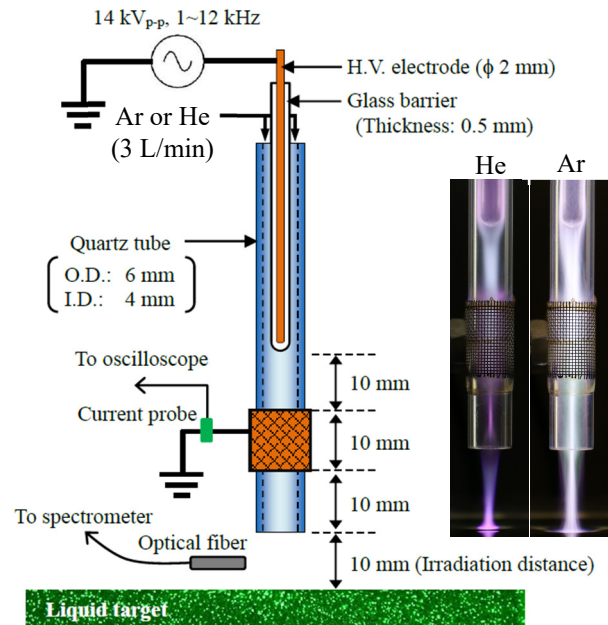 14 kVp-p, 1~12 kHz
H.V. electrode (ϕ 2 mm)
Glass barrier
(Thickness: 0.5 mm)
Ar or He
(3 L/min)
He
Ar
Quartz tube
O.D.: 6 mm
I.D.: 4 mm
To oscilloscope
Current probe
10 mm
10 mm
10 mm
To spectrometer
Optical fiber
10 mm (Irradiation distance)
Liquid target